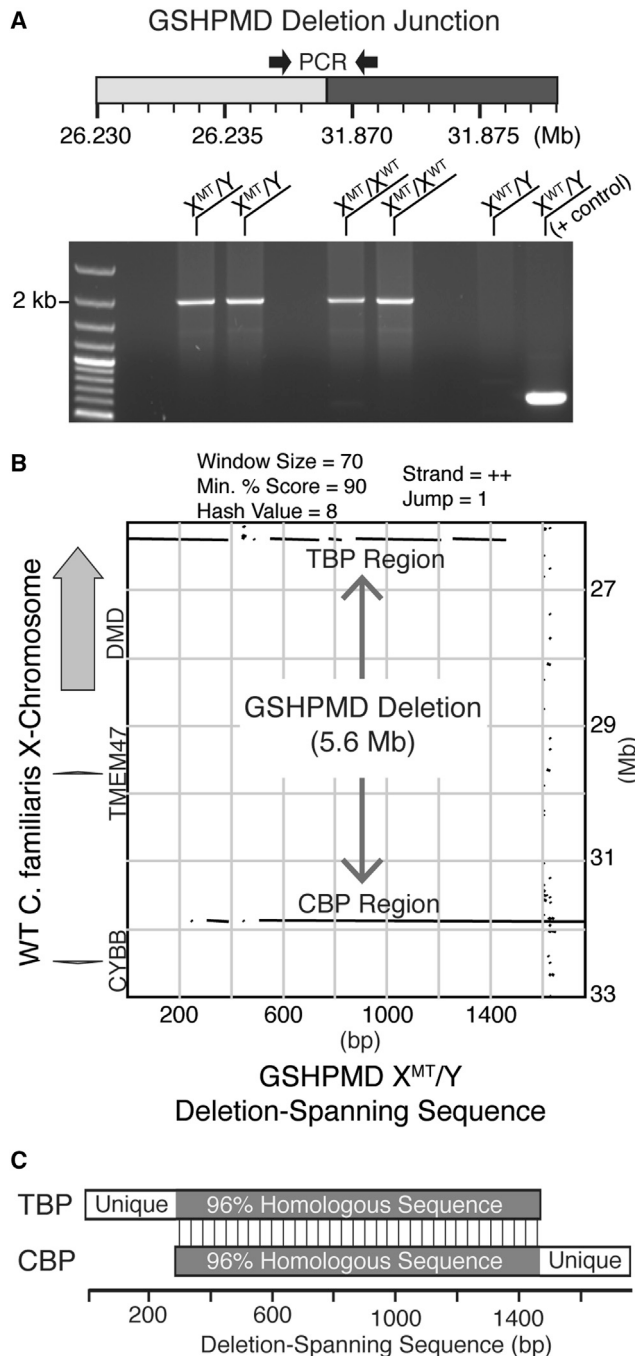 A
GSHPMD Deletion Junction
PCR
26.230 26.235 31.870 31.875 (Mb)
X^MT/Y X^MT/Y X^MT/X^WT X^MT/X^WT X^WT/Y X^WT/Y
(+ control)
2 kb
B
Window Size = 70
Min. % Score = 90
Hash Value = 8
Strand = ++
Jump = 1
WT C. familiaris X-Chromosome
DMD
TMEM47
CYBB
TBP Region
GSHPMD Deletion
(5.6 Mb)
CBP Region
27
29
31
33
(Mb)
200 600 1000 1400
(bp)
GSHPMD X^MT/Y
Deletion-Spanning Sequence
C
TBP Unique 96% Homologous Sequence
CBP 96% Homologous Sequence Unique
200 600 1000 1400
Deletion-Spanning Sequence (bp)